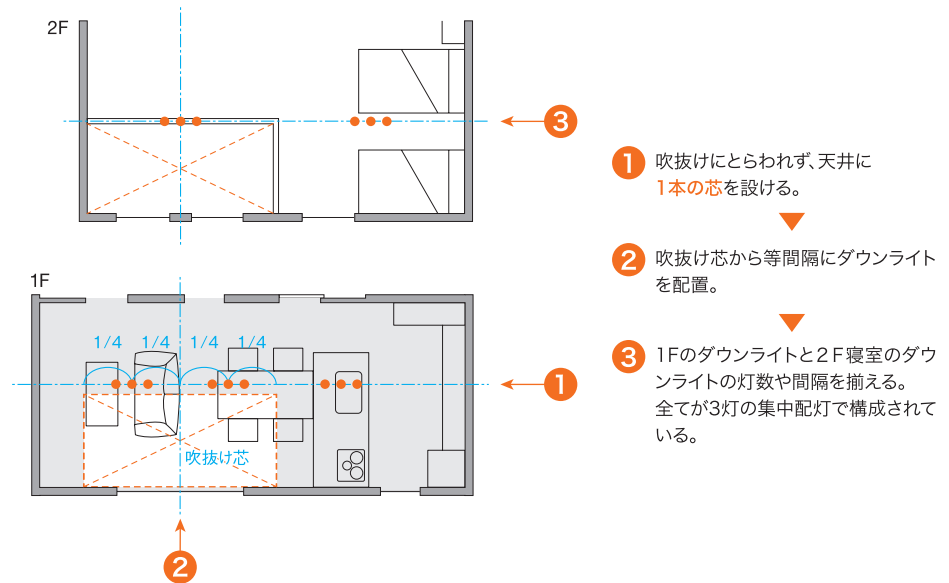 2F
3
1F
1/4 1/4 1/4 1/4
1
吹抜け芯
2
1 吹抜けにとらわれず、天井に
1本の芯を設ける。
2 吹抜け芯から等間隔にダウンライト
を配置。
3 1Fのダウンライトと2F寝室のダウ
ンライトの灯数や間隔を揃える。
全てが3灯の集中配灯で構成されて
いる。